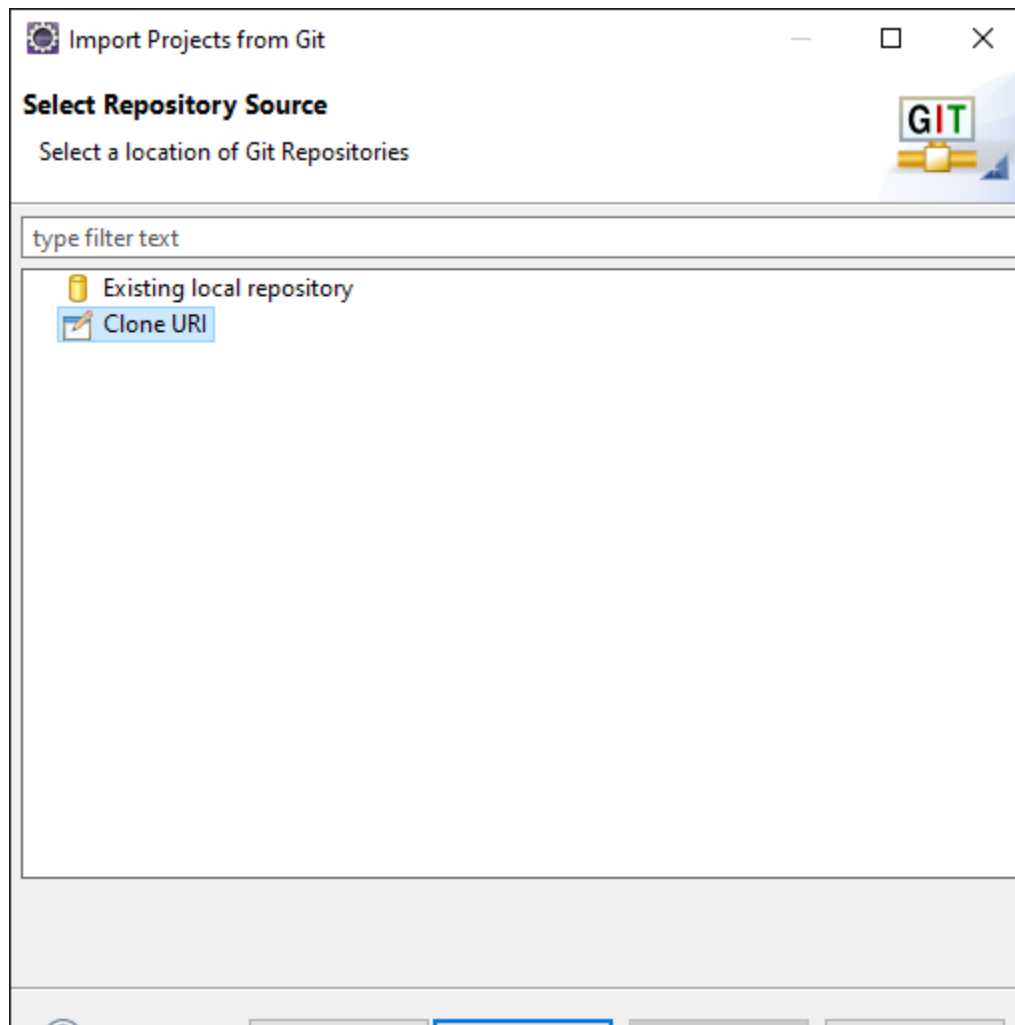 Import Projects from Git
Select Repository Source
Select a location of Git Repositories
GIT
type filter text
Existing local repository
Clone URI